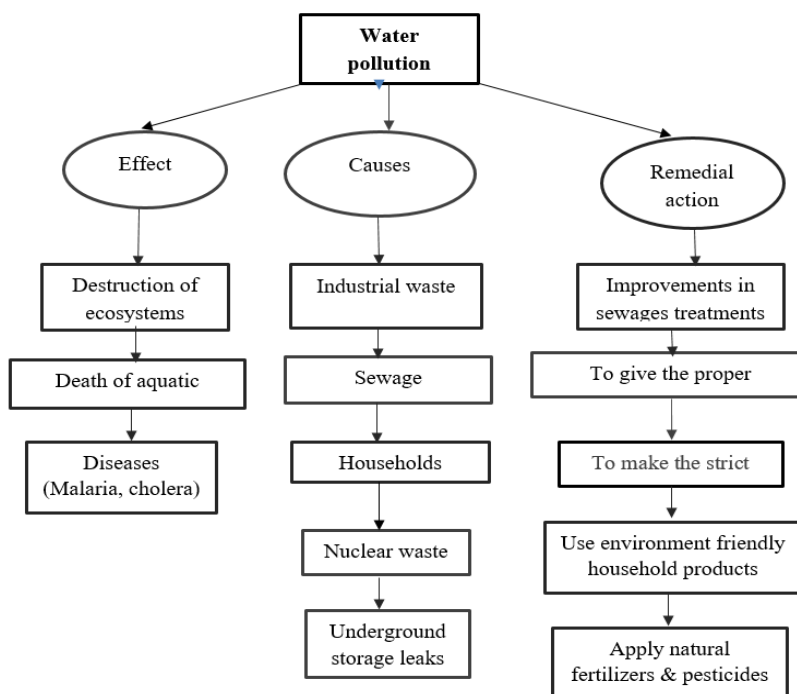 Water
pollution
Effect
Causes
Remedial
action
Destruction of
ecosystems
Industrial waste
Improvements in
sewages treatments
Death of aquatic
Sewage
To give the proper
Diseases
(Malaria, cholera)
Households
To make the strict
Nuclear waste
Use environment friendly
household products
Underground
storage leaks
Apply natural
fertilizers & pesticides